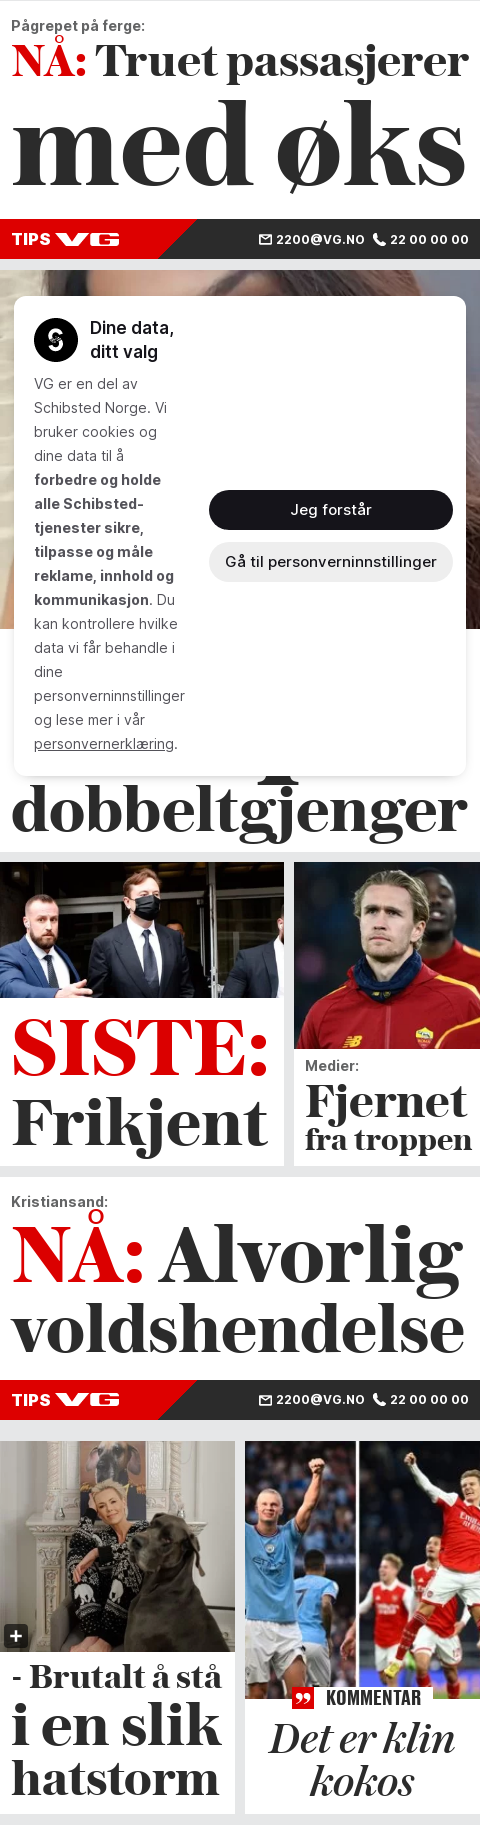 Pågrepet på ferge:
NÅ: Truet passasjerer
med øks
TIPS VG 2200@VG.NO 22 00 00 00
Dine data,
ditt valg
VG er en del av
Schibsted Norge. Vi
bruker cookies og
dine data til å
forbedre og holde
alle Schibsted-
tjenester sikre,
tilpasse og måle
reklame, innhold og
kommunikasjon. Du
kan kontrollere hvilke
data vi får behandle i
dine
personverninnstillinger
og lese mer i vår
personvernerklæring.
Jeg forstår
Gå til personverninnstillinger
dobbeltgjenger
SISTE:
Frikjent
Medier:
Fjernet
fra troppen
Kristiansand:
NÅ: Alvorlig
voldshendelse
TIPS VG 2200@VG.NO 22 00 00 00
- Brutalt å stå
i en slik
hatstorm
KOMMENTAR
Det er klin
kokos